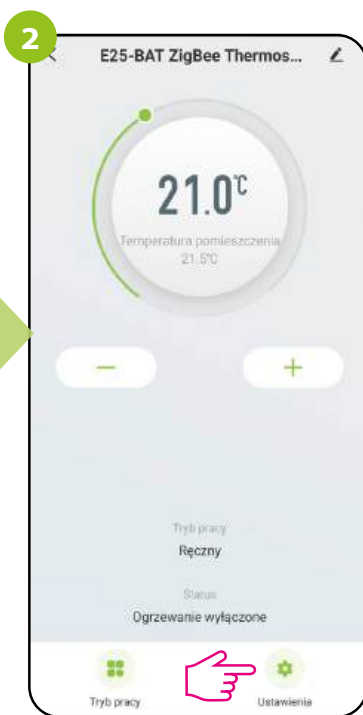 2
E25-BAT ZigBee Thermos...
21.0°C
Temperatura pomieszczenia
21.5°C
Tryb pracy
Ręczny
Status
Ogrzewanie wyłączone
Tryb pracy
Ustawienia